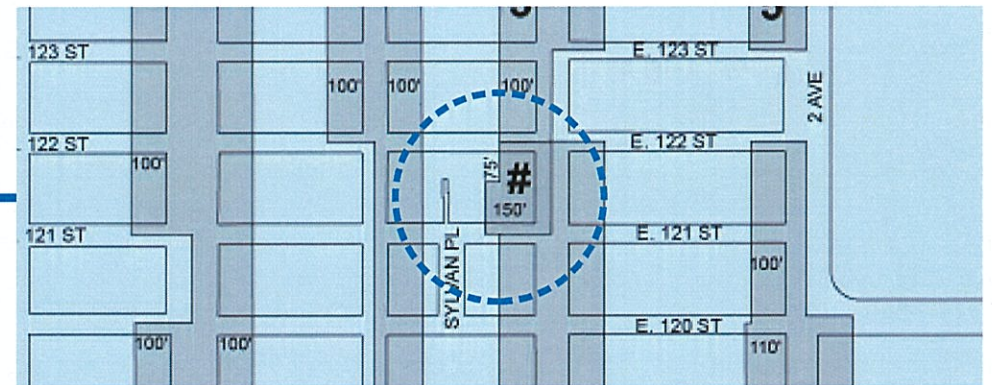 123 ST
E. 123 ST
100'
100'
100'
2 AVE
122 ST
E. 122 ST
100'
75'
#
150'
121 ST
E. 121 ST
SYLVAN PL
100'
E. 120 ST
100'
100'
110'